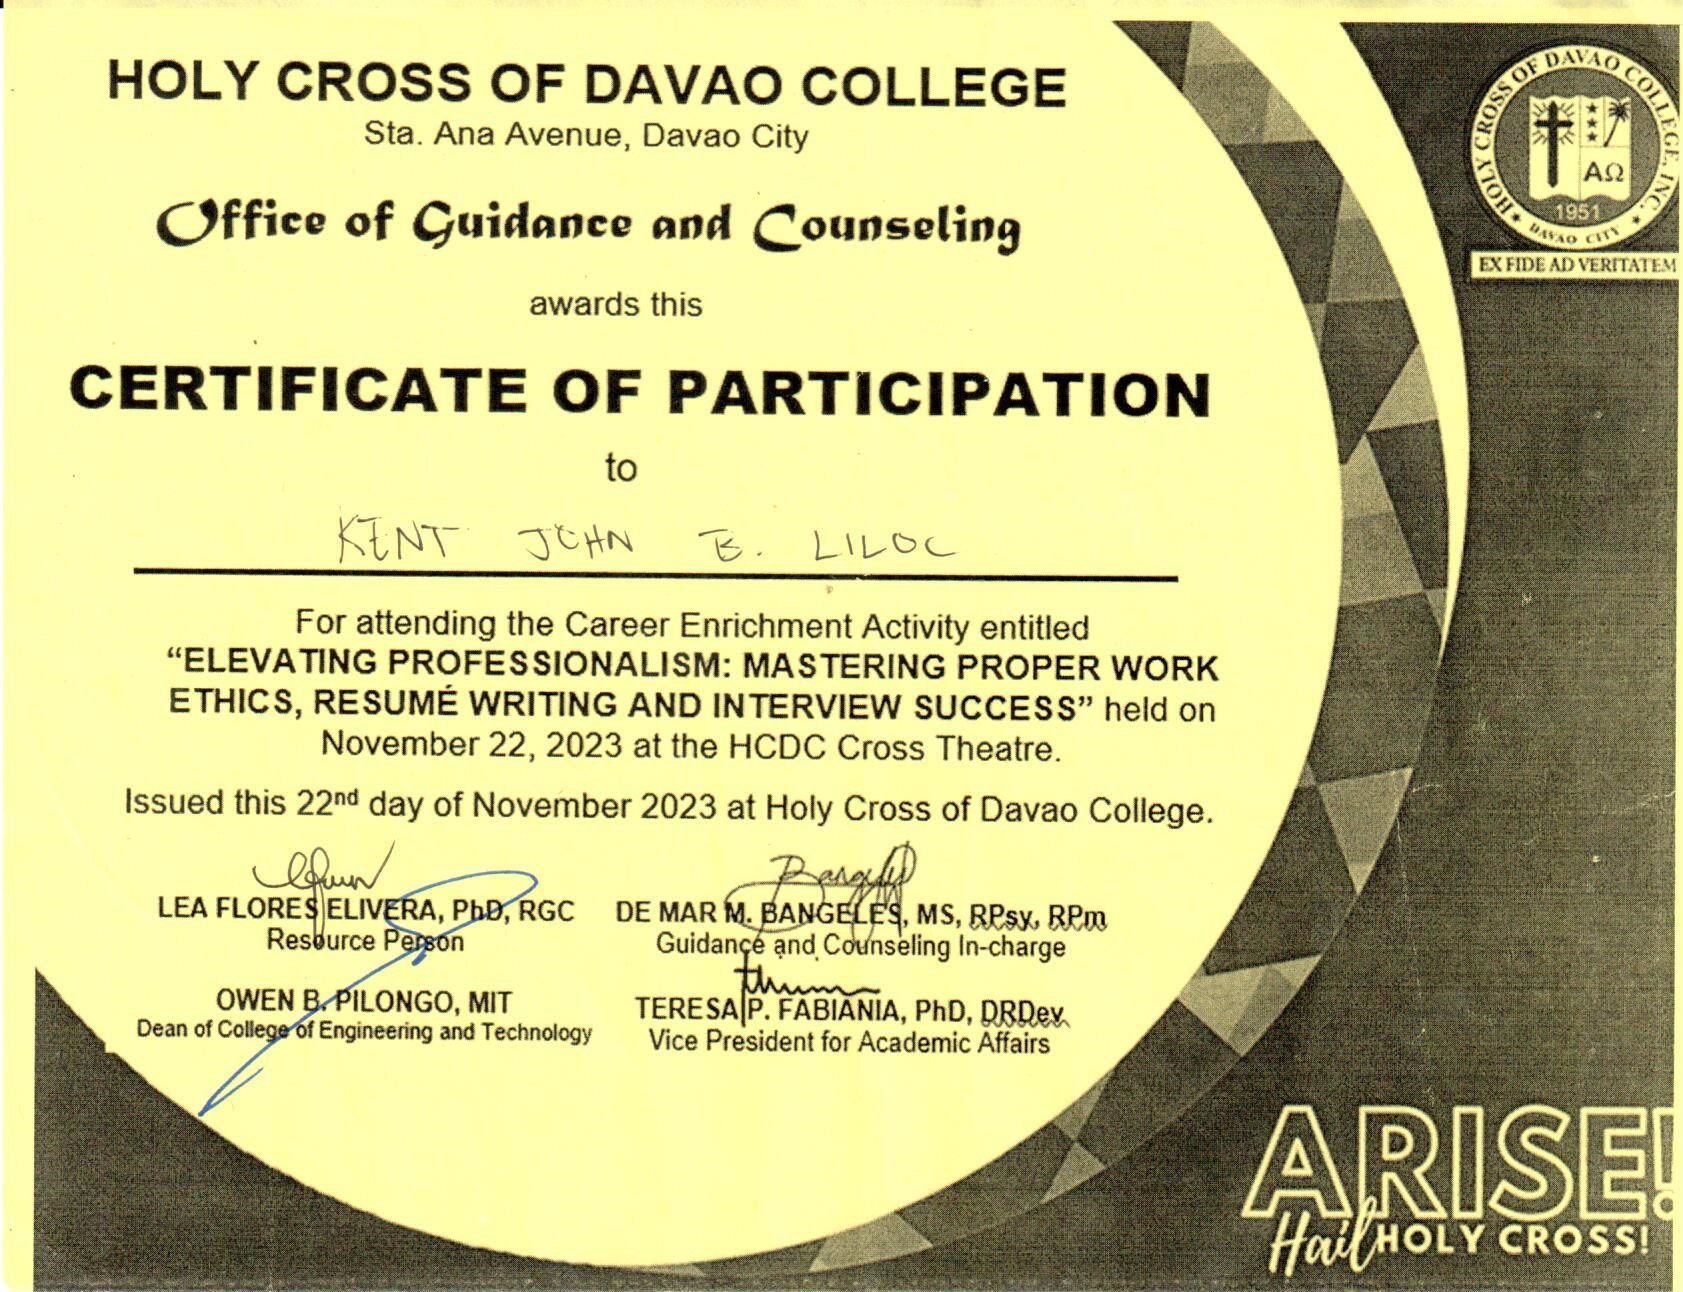 HOLY CROSS OF DAVAO COLLEGE
Sta. Ana Avenue, Davao City
Office of Guidance and Counseling
awards this
CERTIFICATE OF PARTICIPATION
to
KENT JOHN B. LILOC
For attending the Career Enrichment Activity entitled
“ELEVATING PROFESSIONALISM: MASTERING PROPER WORK
ETHICS, RESUMÉ WRITING AND INTERVIEW SUCCESS” held on
November 22, 2023 at the HCDC Cross Theatre.
Issued this 22nd day of November 2023 at Holy Cross of Davao College.
LEA FLORES ELIVERA, PhD, RGC
Resource Person
DE MAR M. BANGELES, MS, RPsy, RPm
Guidance and Counseling In-charge
OWEN B. PILONGO, MIT
Dean of College of Engineering and Technology
TERESA P. FABIANIA, PhD, DRDev
Vice President for Academic Affairs
HOLY CROSS OF DAVAO COLLEGE, INC.
ΑΩ
1951
DAVAO CITY
EX FIDE AD VERITATEM
ARISE!
Hail HOLY CROSS!